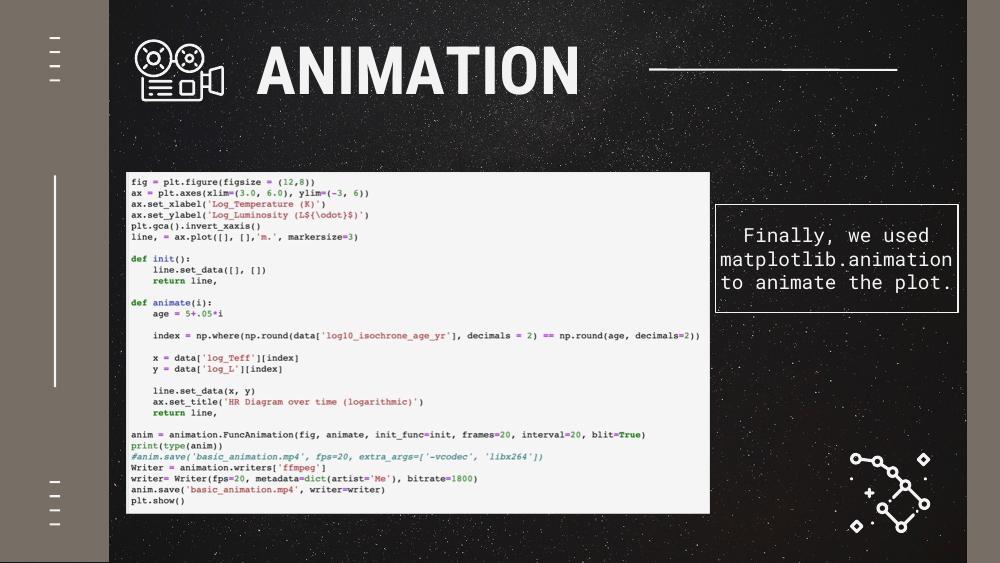 ANIMATION
fig = plt.figure(figsize = (12,8))
ax = plt.axes(xlim=(3.0, 6.0), ylim=(-3, 6))
ax.set_xlabel('Log_Temperature (K)')
ax.set_ylabel('Log_Luminosity (L${\odot}$)')
plt.gca().invert_xaxis()
line, = ax.plot([], [],'m.', markersize=3)
def init():
    line.set_data([], [])
    return line,
def animate(i):
    age = 5+.05*i
    index = np.where(np.round(data['log10_isochrone_age_yr'], decimals = 2) == np.round(age, decimals=2))
    x = data['log_Teff'][index]
    y = data['log_L'][index]
    line.set_data(x, y)
    ax.set_title('HR Diagram over time (logarithmic)')
    return line,
anim = animation.FuncAnimation(fig, animate, init_func=init, frames=20, interval=20, blit=True)
print(type(anim))
#anim.save('basic_animation.mp4', fps=20, extra_args=['-vcodec', 'libx264'])
Writer = animation.writers['ffmpeg']
writer= Writer(fps=20, metadata=dict(artist='Me'), bitrate=1800)
anim.save('basic_animation.mp4', writer=writer)
plt.show()
Finally, we used
matplotlib.animation
to animate the plot.